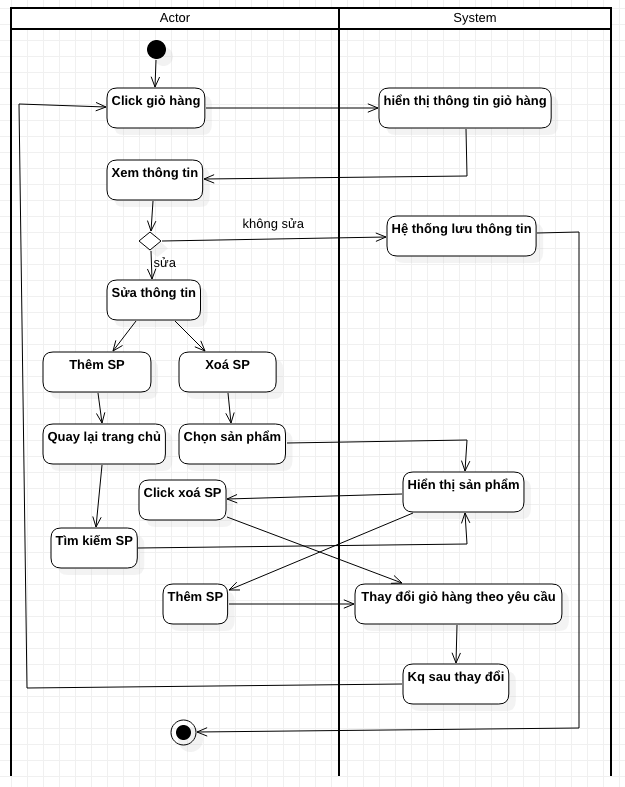 Actor
System
Click giỏ hàng
hiển thị thông tin giỏ hàng
Xem thông tin
không sửa
Hệ thống lưu thông tin
sửa
Sửa thông tin
Thêm SP
Xoá SP
Quay lại trang chủ
Chọn sản phẩm
Click xoá SP
Hiển thị sản phẩm
Tìm kiếm SP
Thêm SP
Thay đổi giỏ hàng theo yêu cầu
Kq sau thay đổi